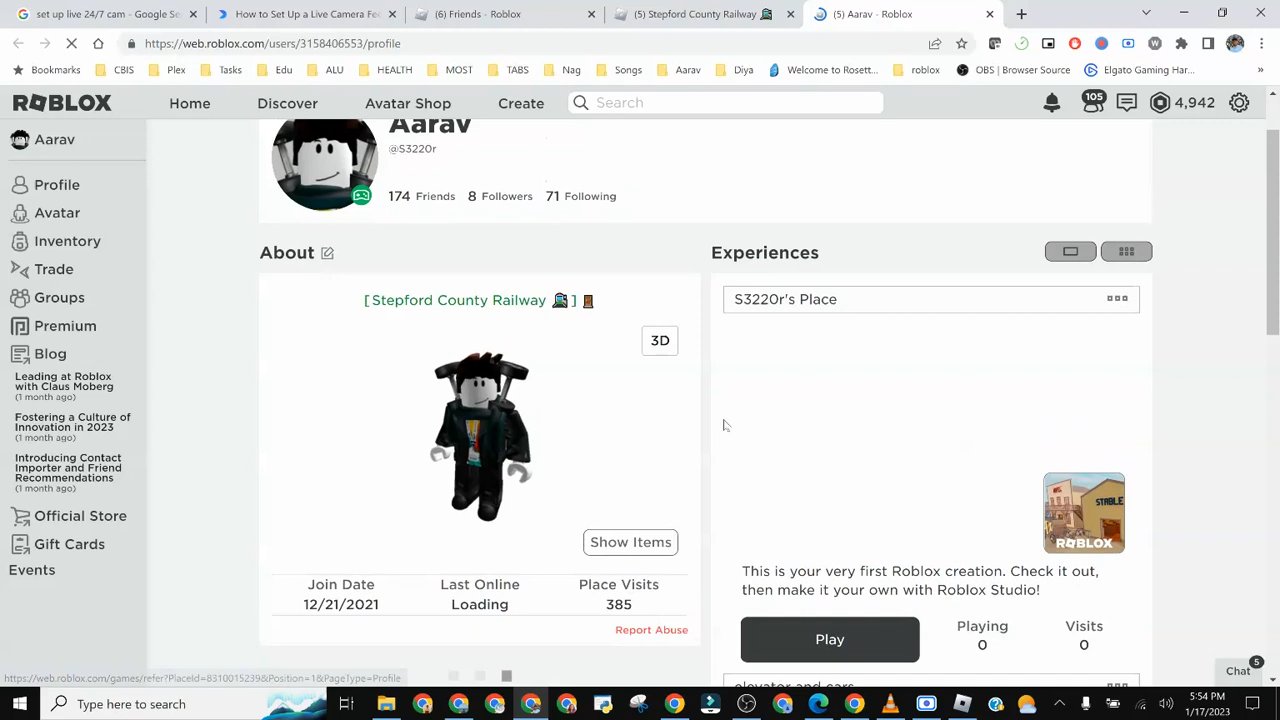 set up live 24/7 cam - Google Se
How to Set Up a Live Camera Fee
(6) Friends - Roblox
(5) Stepford County Railway
(5) Aarav - Roblox
https://web.roblox.com/users/3158406553/profile
Bookmarks CBIS Plex Tasks Edu ALU HEALTH MOST TABS Nag Songs Aarav Diya Welcome to Rosett... roblox OBS | Browser Source Elgato Gaming Har...
ROBLOX Home Discover Avatar Shop Create Search 105 4,942
Aarav
Aarav
@S3220r
174 Friends 8 Followers 71 Following
Profile
Avatar
Inventory
Trade
Groups
Premium
Blog
Leading at Roblox
with Claus Moberg
(1 month ago)
Fostering a Culture of
Innovation in 2023
(1 month ago)
Introducing Contact
Importer and Friend
Recommendations
(1 month ago)
Official Store
Gift Cards
Events
About
[ Stepford County Railway 🚉 ] 🚪
3D
Show Items
Join Date Last Online Place Visits
12/21/2021 Loading 385
Report Abuse
Experiences
S3220r's Place
STABLE
ROBLOX
This is your very first Roblox creation. Check it out,
then make it your own with Roblox Studio!
Play
Playing Visits
0 0
elevator and cars
Chat 5
https://web.roblox.com/games/refer?PlaceId=8310015239&Position=1&PageType=Profile
Type here to search
5:54 PM
1/17/2023